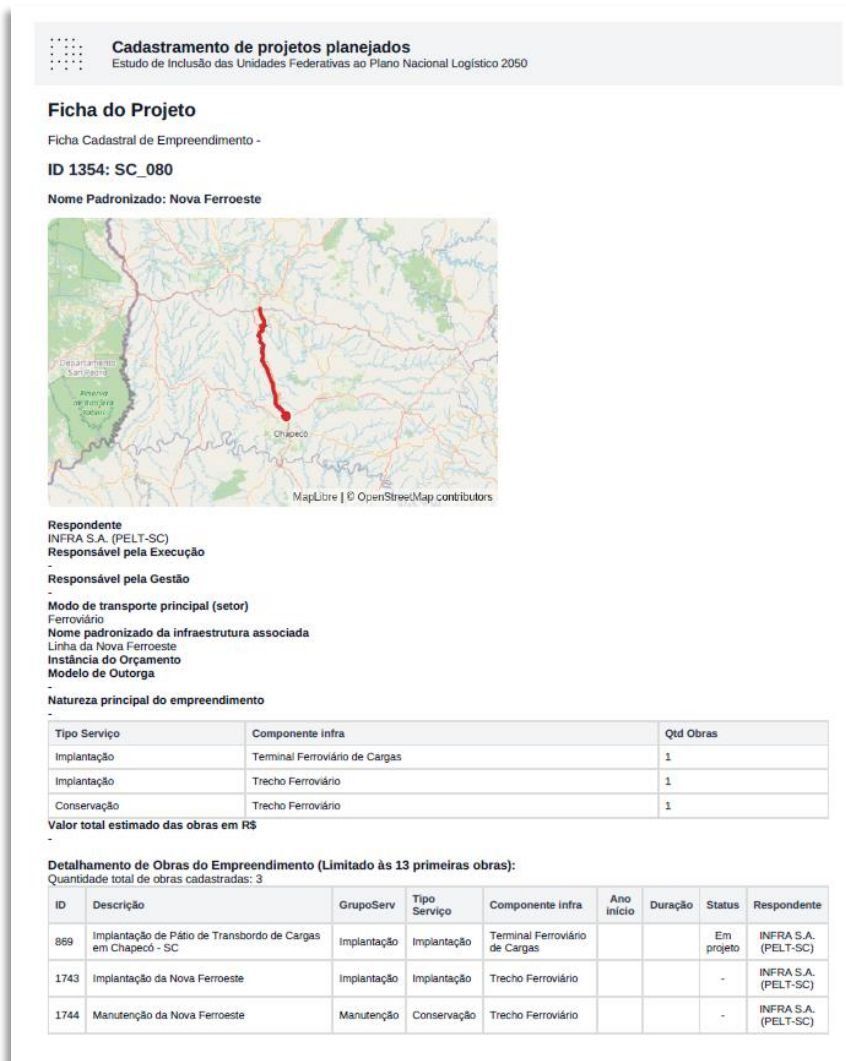 Cadastramento de projetos planejados
Estudo de Inclusão das Unidades Federativas ao Plano Nacional Logístico 2050
Ficha do Projeto
Ficha Cadastral de Empreendimento -
ID 1354: SC_080
Nome Padronizado: Nova Ferroeste
Departamento
San Pedro
Chapecó
MapLibre | © OpenStreetMap contributors
Respondente
INFRA S.A. (PELT-SC)
Responsável pela Execução
-
Responsável pela Gestão
-
Modo de transporte principal (setor)
Ferroviário
Nome padronizado da infraestrutura associada
Linha da Nova Ferroeste
Instância do Orçamento
Modelo de Outorga
-
Natureza principal do empreendimento
-
Tipo Serviço Componente infra Qtd Obras
Implantação Terminal Ferroviário de Cargas 1
Implantação Trecho Ferroviário 1
Conservação Trecho Ferroviário 1
Valor total estimado das obras em R$
-
Detalhamento de Obras do Empreendimento (Limitado às 13 primeiras obras):
Quantidade total de obras cadastradas: 3
ID Descrição GrupoServ Tipo Serviço Componente infra Ano início Duração Status Respondente
869 Implantação de Pátio de Transbordo de Cargas em Chapecó - SC Implantação Implantação Terminal Ferroviário de Cargas Em projeto INFRA S.A. (PELT-SC)
1743 Implantação da Nova Ferroeste Implantação Implantação Trecho Ferroviário - INFRA S.A. (PELT-SC)
1744 Manutenção da Nova Ferroeste Manutenção Conservação Trecho Ferroviário - INFRA S.A. (PELT-SC)